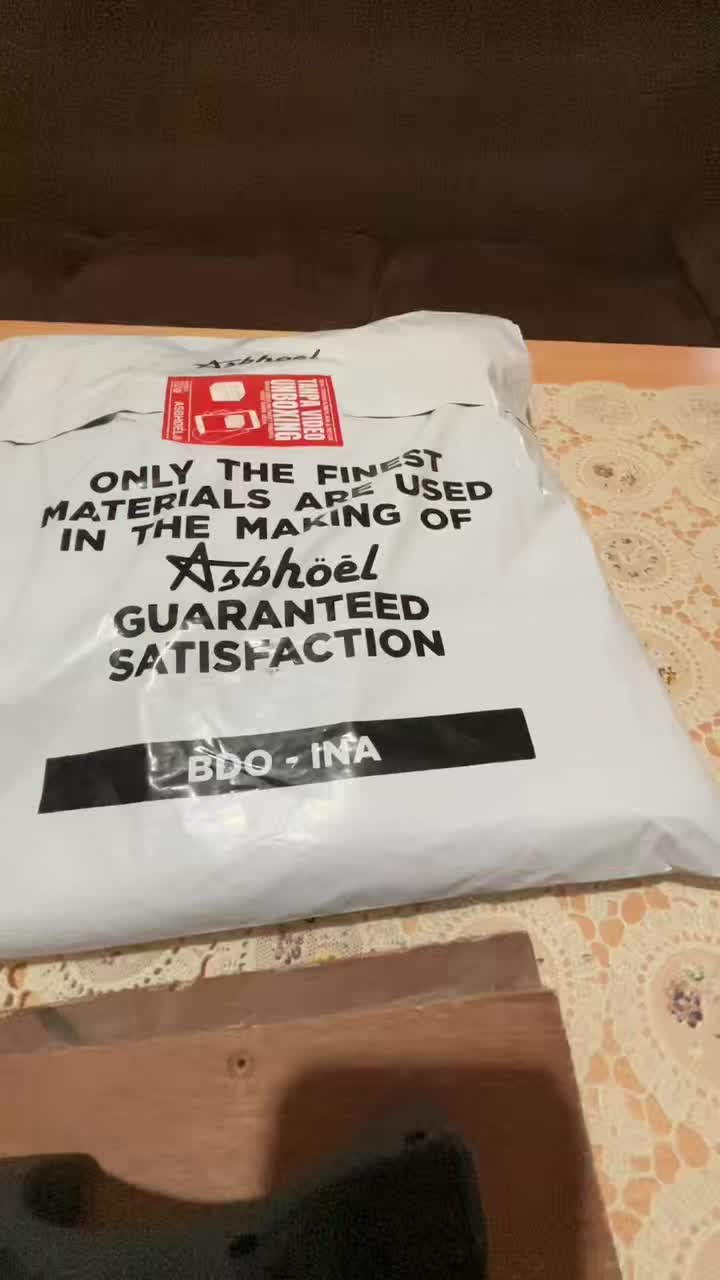 Asbhoel
TANPA VIDEO
UNBOXING
ASBHOEL®
ONLY THE FINEST
MATERIALS ARE USED
IN THE MAKING OF
Asbhöēl
GUARANTEED
SATISFACTION
BDO - INA